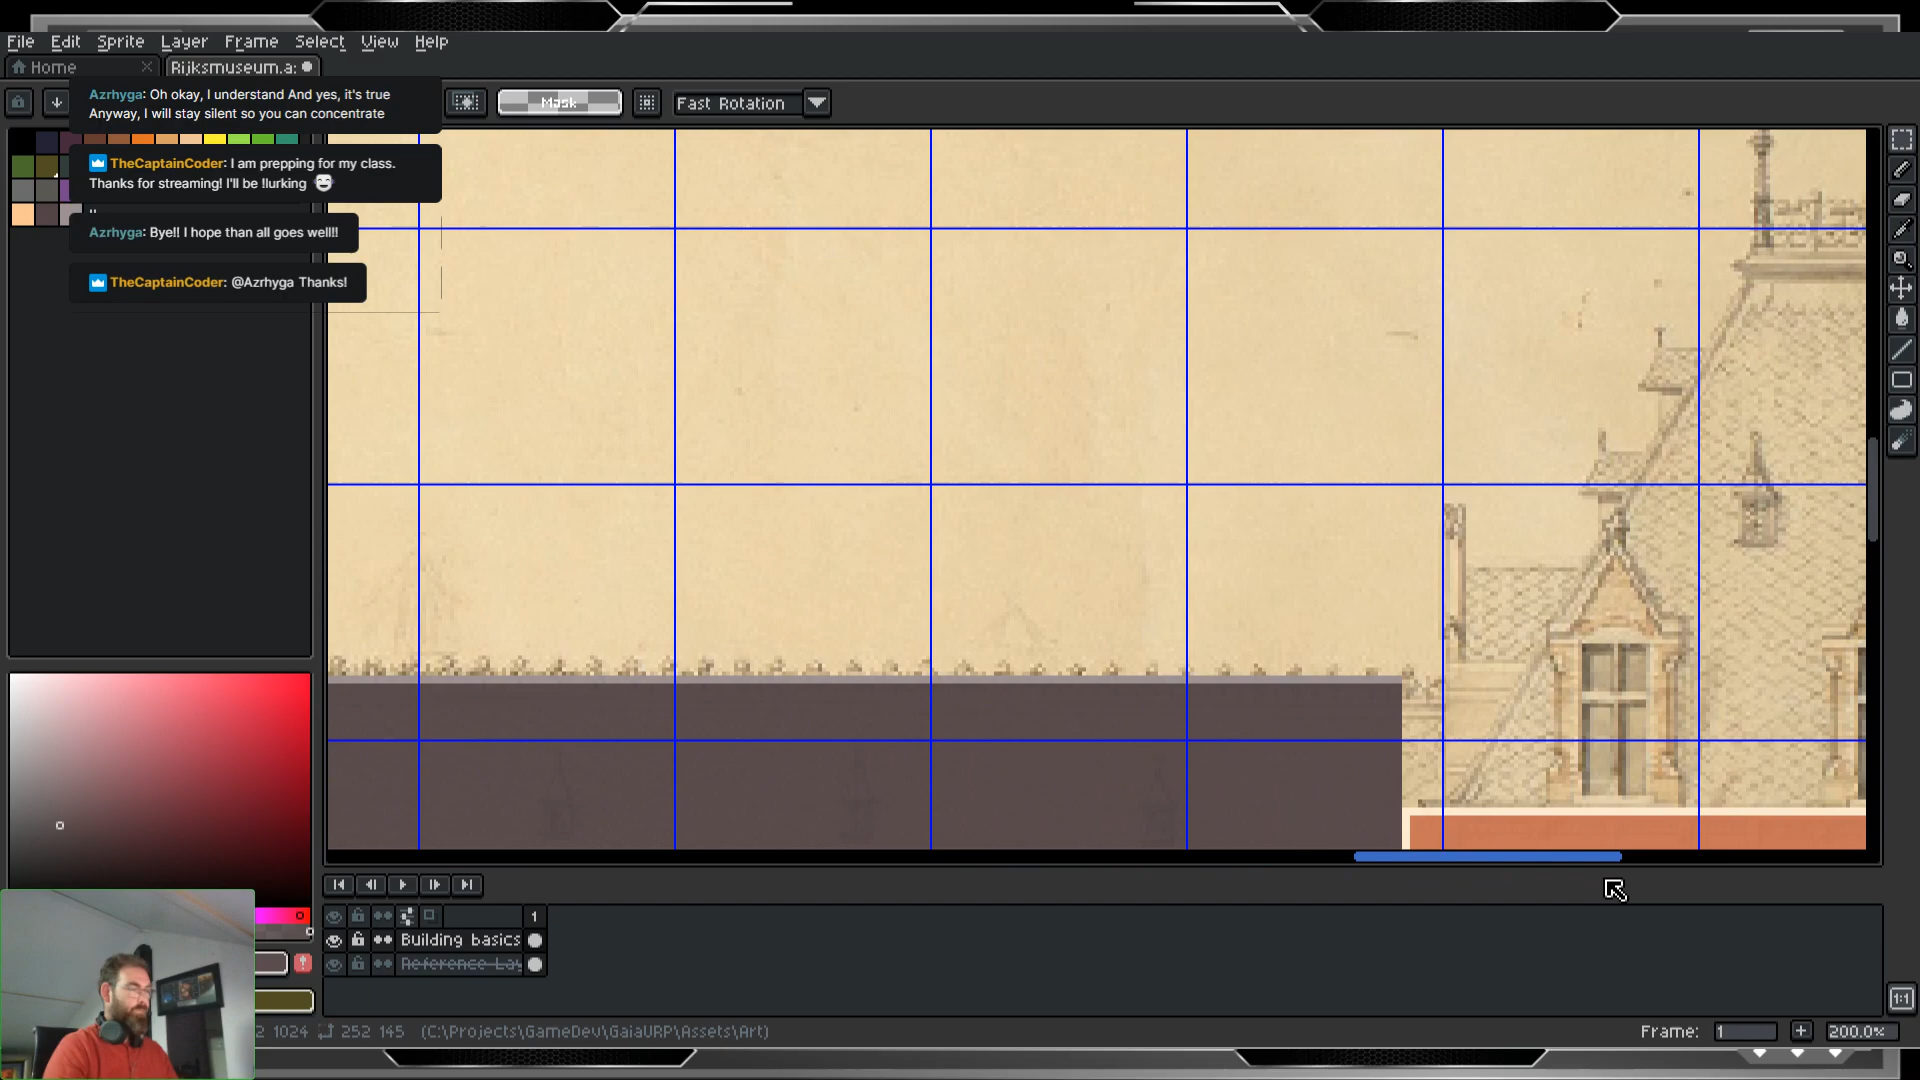 File Edit Sprite Layer Frame Select View Help
Home
Rijksmuseum.a:
Azrhyga: Oh okay, I understand And yes, it's true
Anyway, I will stay silent so you can concentrate
Mask
Fast Rotation
TheCaptainCoder: I am prepping for my class.
Thanks for streaming! I'll be !lurking
Azrhyga: Bye!! I hope than all goes well!!
TheCaptainCoder: @Azrhyga Thanks!
1
Building basics
Reference Lay
1024 252 145 (C:\Projects\GameDev\GaiaURP\Assets\Art)
Frame: 1 + 200.0%
1:1